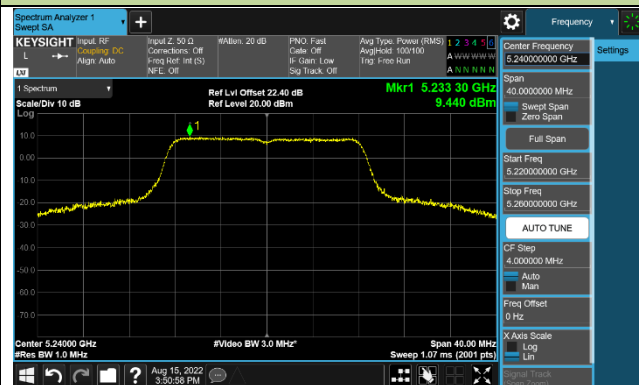 Spectrum Analyzer 1
Swept SA
Frequency
KEYSIGHT
Input: RF
Coupling: DC
Align: Auto
Input Z: 50 Ω
Corrections: Off
Freq Ref: Int (S)
NFE: Off
#Atten: 20 dB
PNO: Fast
Gate: Off
IF Gain: Low
Sig Track: Off
Avg Type: Power (RMS)
Avg|Hold: 100/100
Trig: Free Run
1 2 3 4 5 6
A W W W W W
A N N N N N
L
LXI
1 Spectrum
Scale/Div 10 dB
Log
Ref Lvl Offset 22.40 dB
Ref Level 20.00 dBm
Mkr1 5.233 30 GHz
9.440 dBm
1
10.0
0.00
-10.0
-20.0
-30.0
-40.0
-50.0
-60.0
-70.0
Center 5.24000 GHz
#Res BW 1.0 MHz
#Video BW 3.0 MHz*
Span 40.00 MHz
Sweep 1.07 ms (2001 pts)
Aug 15, 2022
3:50:58 PM
Center Frequency
5.240000000 GHz
Settings
Span
40.0000000 MHz
Swept Span
Zero Span
Full Span
Start Freq
5.220000000 GHz
Stop Freq
5.260000000 GHz
AUTO TUNE
CF Step
4.000000 MHz
Auto
Man
Freq Offset
0 Hz
X Axis Scale
Log
Lin
Signal Track
(Span Zoom)